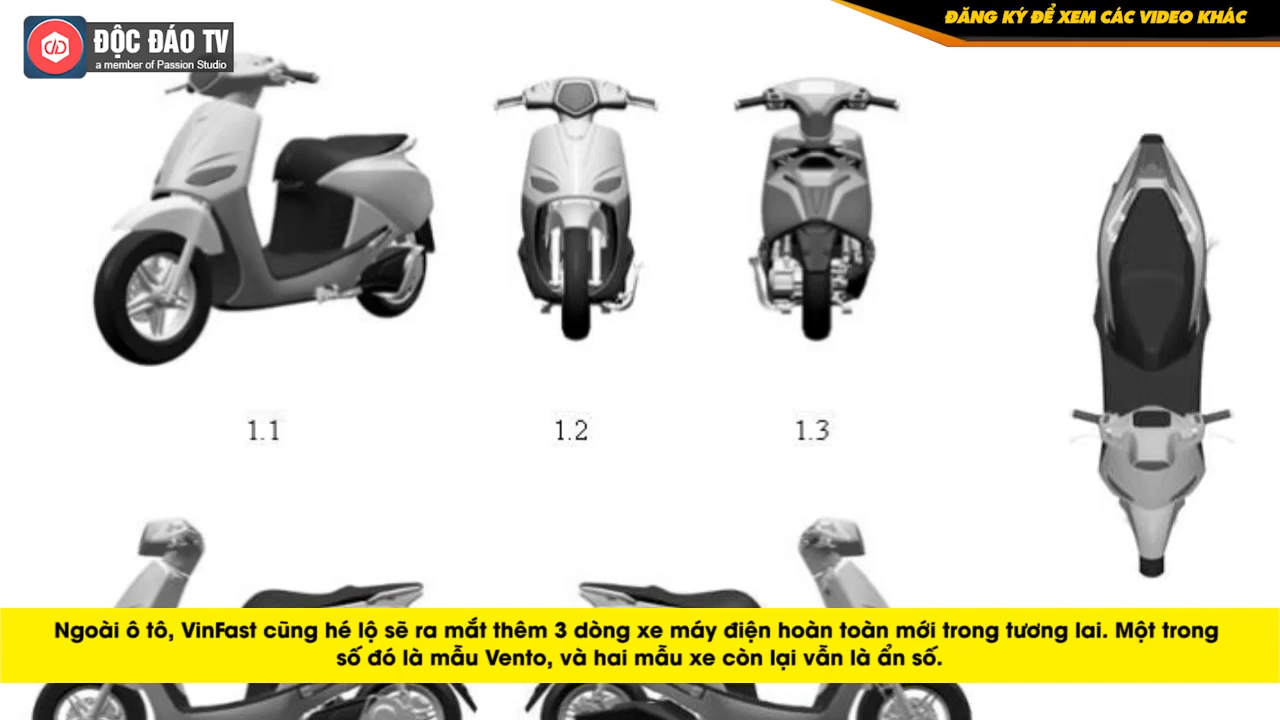 ĐĂNG KÝ ĐỂ XEM CÁC VIDEO KHÁC
ĐỘC ĐÁO TV
a member of Passion Studio
1.1
1.2
1.3
Ngoài ô tô, VinFast cũng hé lộ sẽ ra mắt thêm 3 dòng xe máy điện hoàn toàn mới trong tương lai. Một trong
số đó là mẫu Vento, và hai mẫu xe còn lại vẫn là ẩn số.